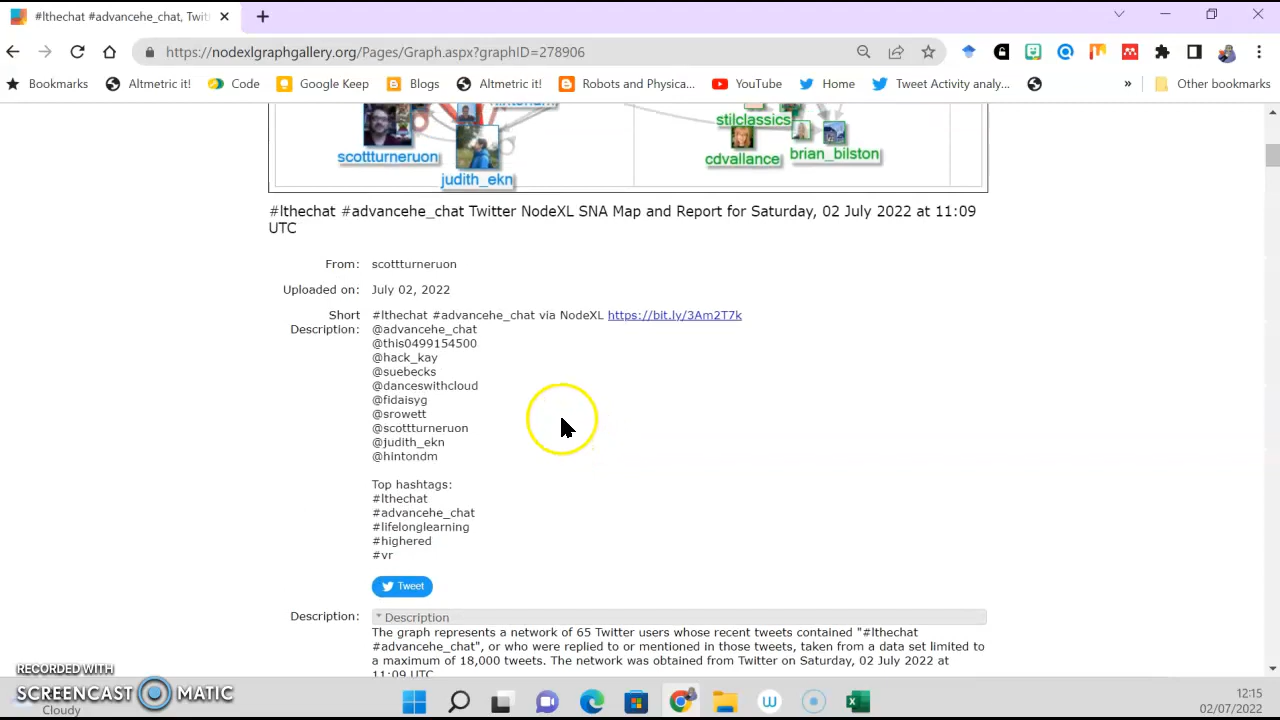 #lthechat #advancehe_chat, Twit
https://nodexlgraphgallery.org/Pages/Graph.aspx?graphID=278906
Bookmarks Altmetric it! Code Google Keep Blogs Altmetric it! Robots and Physica... YouTube Home Tweet Activity analy... » Other bookmarks
hintondm
stilclassics
scottturneruon
cdvallance
brian_bilston
judith_ekn
#lthechat #advancehe_chat Twitter NodeXL SNA Map and Report for Saturday, 02 July 2022 at 11:09
UTC
From: scottturneruon
Uploaded on: July 02, 2022
Short #lthechat #advancehe_chat via NodeXL https://bit.ly/3Am2T7k
Description: @advancehe_chat
@this0499154500
@hack_kay
@suebecks
@danceswithcloud
@fidaisyg
@srowett
@scottturneruon
@judith_ekn
@hintondm
Top hashtags:
#lthechat
#advancehe_chat
#lifelonglearning
#highered
#vr
Tweet
Description: * Description
The graph represents a network of 65 Twitter users whose recent tweets contained "#lthechat
#advancehe_chat", or who were replied to or mentioned in those tweets, taken from a data set limited to
a maximum of 18,000 tweets. The network was obtained from Twitter on Saturday, 02 July 2022 at
11:09 UTC
RECORDED WITH
SCREENCAST MATIC
Cloudy
12:15
02/07/2022